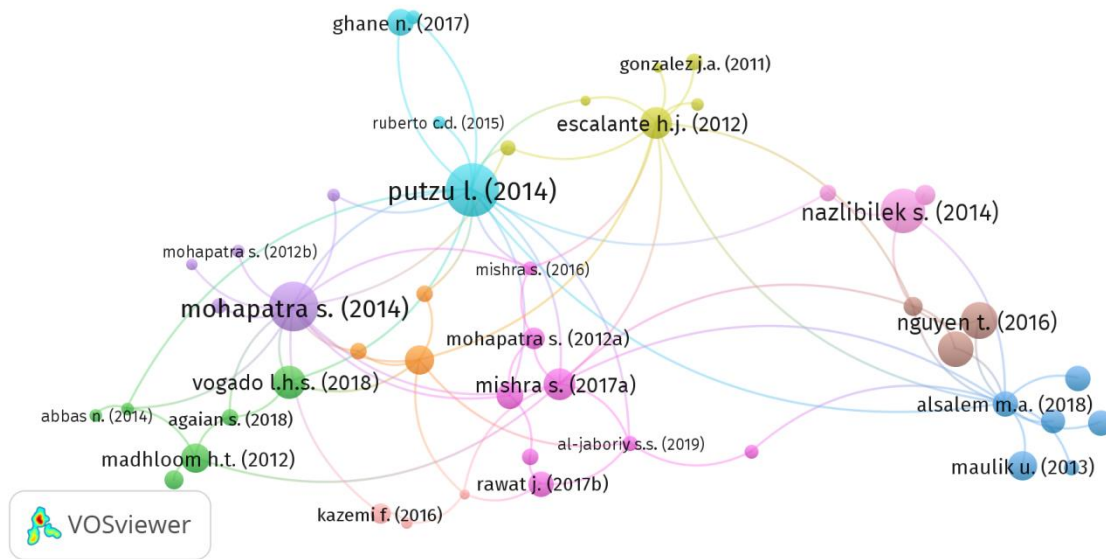 ghane n. (2017)
gonzalez j.a. (2011)
ruberto c.d. (2015)
escalante h.j. (2012)
putzu l. (2014)
nazlibilek s. (2014)
mohapatra s. (2012b)
mishra s. (2016)
mohapatra s. (2014)
nguyen t. (2016)
mohapatra s. (2012a)
vogado l.h.s. (2018)
mishra s. (2017a)
alsalem m.a. (2018)
abbas n. (2014)
agaian s. (2018)
al-jaboriy s.s. (2019)
madhloom h.t. (2012)
maulik u. (2013)
rawat j. (2017b)
kazemi f. (2016)
VOSviewer